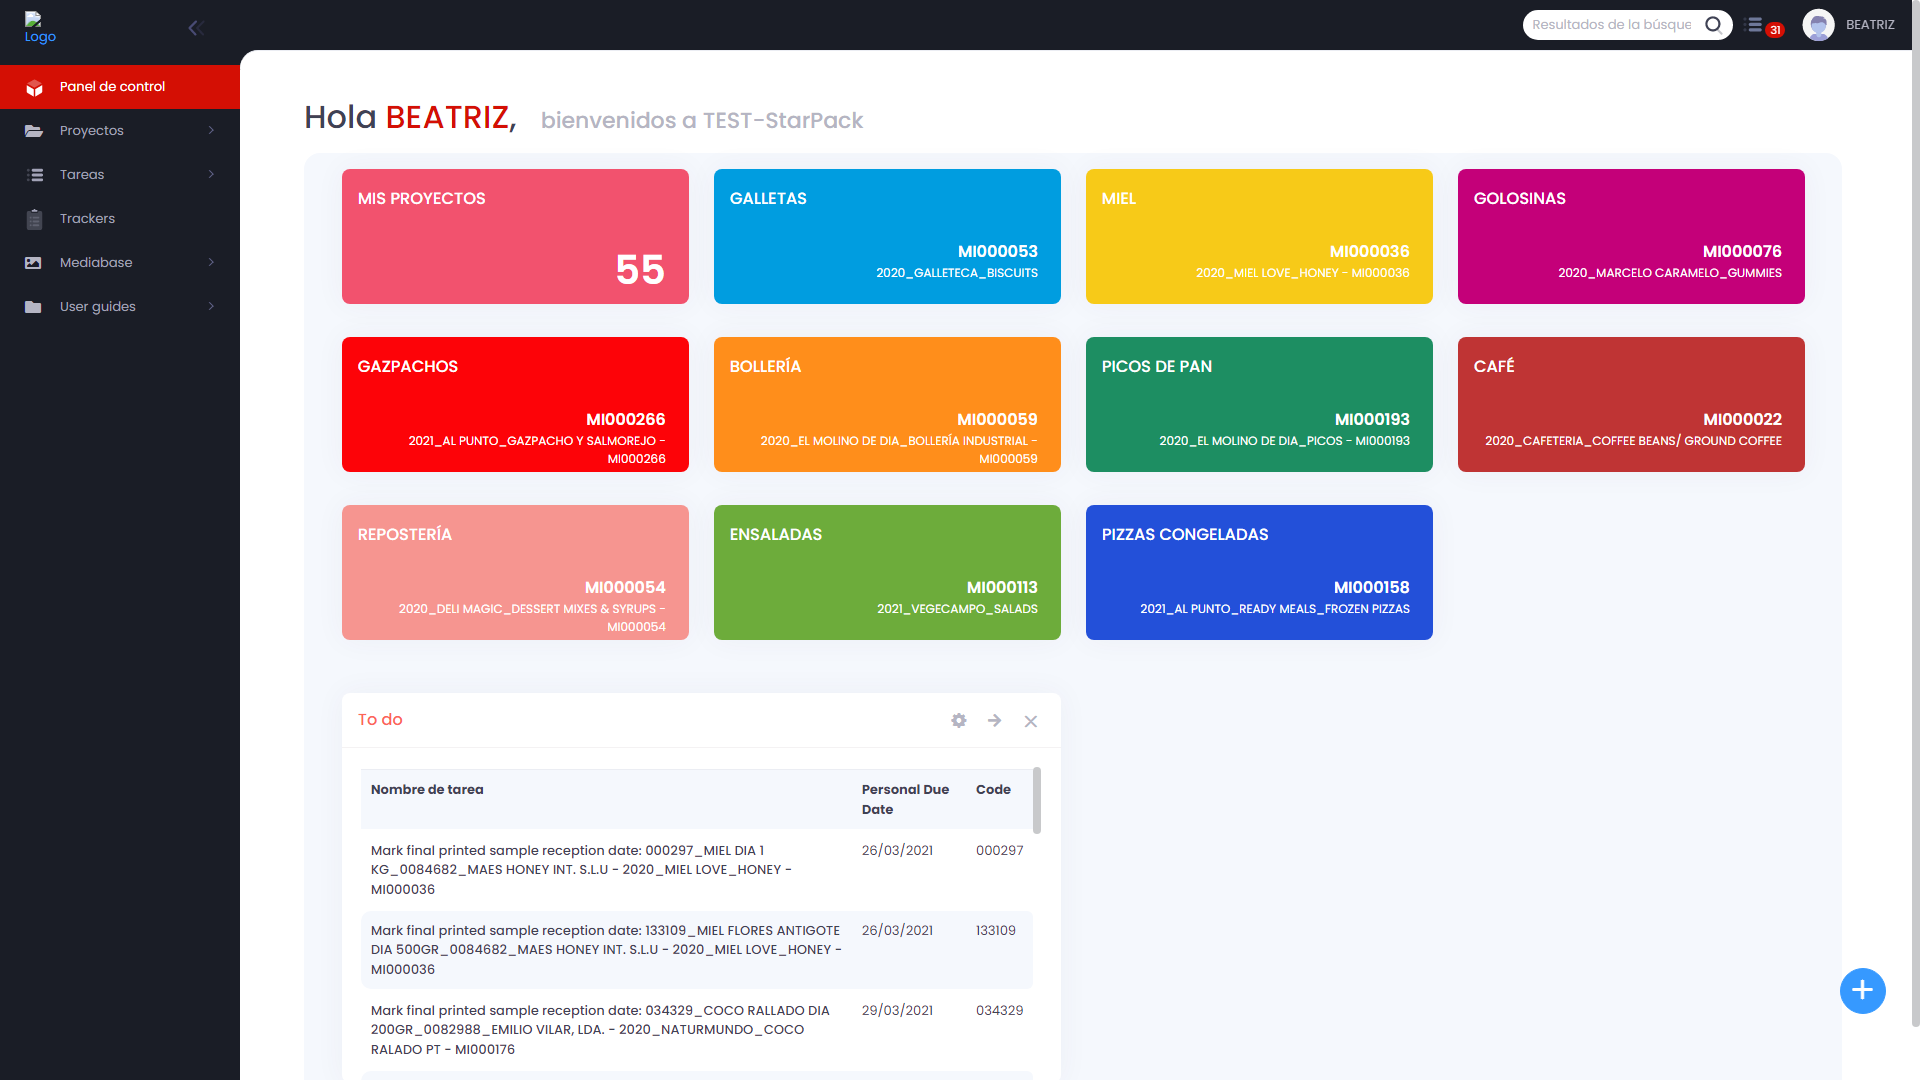 Logo
Resultados de la búsque
31
BEATRIZ
Panel de control
Proyectos
Tareas
Trackers
Mediabase
User guides
Hola BEATRIZ, bienvenidos a TEST-StarPack
MIS PROYECTOS
55
GALLETAS
MI000053
2020_GALLETECA_BISCUITS
MIEL
MI000036
2020_MIEL LOVE_HONEY - MI000036
GOLOSINAS
MI000076
2020_MARCELO CARAMELO_GUMMIES
GAZPACHOS
MI000266
2021_AL PUNTO_GAZPACHO Y SALMOREJO -
MI000266
BOLLERÍA
MI000059
2020_EL MOLINO DE DIA_BOLLERÍA INDUSTRIAL -
MI000059
PICOS DE PAN
MI000193
2020_EL MOLINO DE DIA_PICOS - MI000193
CAFÉ
MI000022
2020_CAFETERIA_COFFEE BEANS/ GROUND COFFEE
REPOSTERÍA
MI000054
2020_DELI MAGIC_DESSERT MIXES & SYRUPS -
MI000054
ENSALADAS
MI000113
2021_VEGECAMPO_SALADS
PIZZAS CONGELADAS
MI000158
2021_AL PUNTO_READY MEALS_FROZEN PIZZAS
To do
Nombre de tarea
Personal Due
Date
Code
Mark final printed sample reception date: 000297_MIEL DIA 1
KG_0084682_MAES HONEY INT. S.L.U - 2020_MIEL LOVE_HONEY -
MI000036
26/03/2021
000297
Mark final printed sample reception date: 133109_MIEL FLORES ANTIGOTE
DIA 500GR_0084682_MAES HONEY INT. S.L.U - 2020_MIEL LOVE_HONEY -
MI000036
26/03/2021
133109
Mark final printed sample reception date: 034329_COCO RALLADO DIA
200GR_0082988_EMILIO VILAR, LDA. - 2020_NATURMUNDO_COCO
RALADO PT - MI000176
29/03/2021
034329